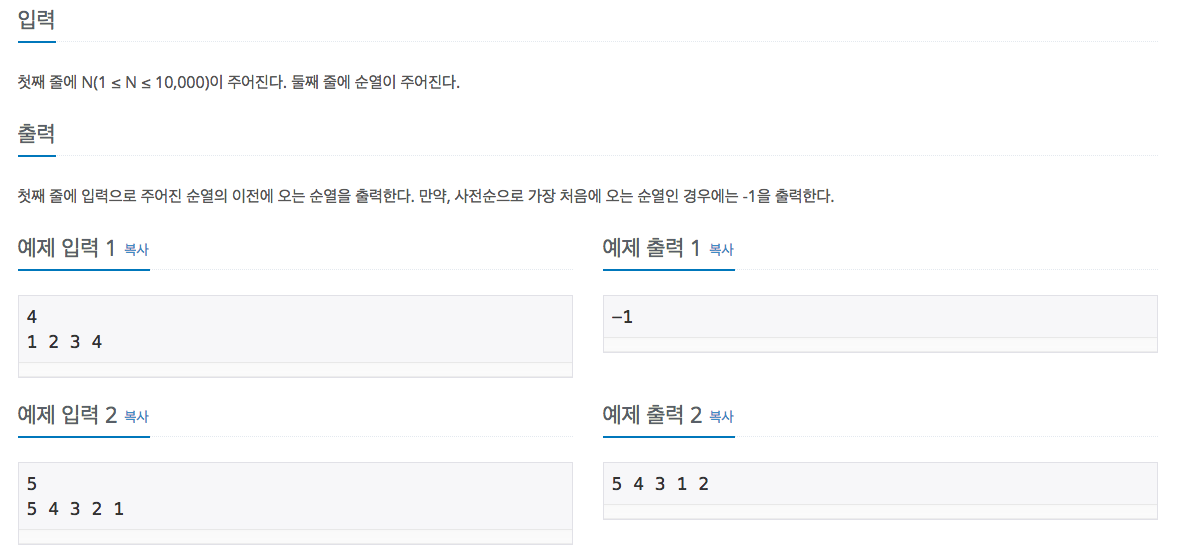 입력
첫째 줄에 N(1 ≤ N ≤ 10,000)이 주어진다. 둘째 줄에 순열이 주어진다.
출력
첫째 줄에 입력으로 주어진 순열의 이전에 오는 순열을 출력한다. 만약, 사전순으로 가장 처음에 오는 순열인 경우에는 -1을 출력한다.
예제 입력 1 복사
4
1 2 3 4
예제 출력 1 복사
-1
예제 입력 2 복사
5
5 4 3 2 1
예제 출력 2 복사
5 4 3 1 2